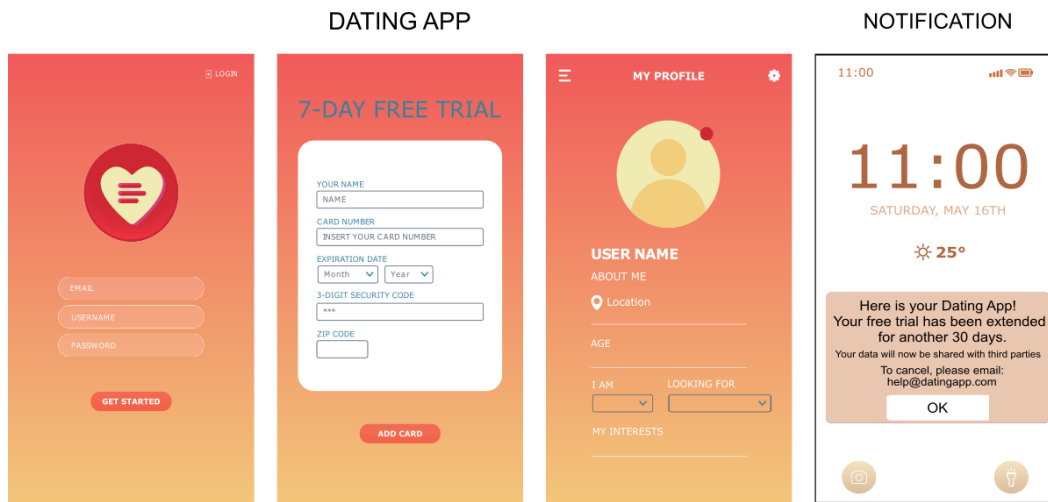 DATING APP
NOTIFICATION
LOGIN
EMAIL
USERNAME
PASSWORD
GET STARTED
7-DAY FREE TRIAL
YOUR NAME
NAME
CARD NUMBER
INSERT YOUR CARD NUMBER
EXPIRATION DATE
Month Year
3-DIGIT SECURITY CODE
***
ZIP CODE
ADD CARD
MY PROFILE
USER NAME
ABOUT ME
Location
AGE
I AM LOOKING FOR
MY INTERESTS
11:00
11:00
SATURDAY, MAY 16TH
25°
Here is your Dating App!
Your free trial has been extended
for another 30 days.
Your data will now be shared with third parties
To cancel, please email:
help@datingapp.com
OK